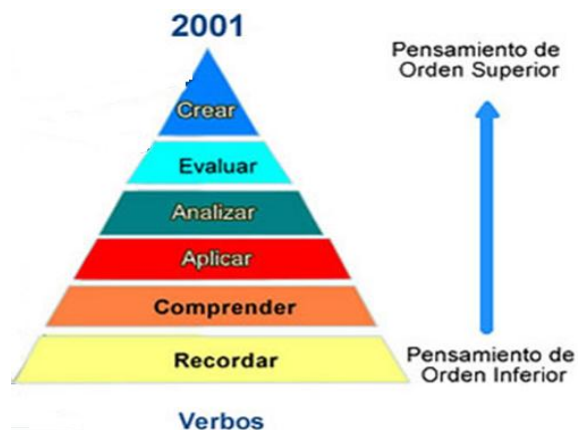 2001
Pensamiento de
Orden Superior
Crear
Evaluar
Analizar
Aplicar
Comprender
Recordar
Pensamiento de
Orden Inferior
Verbos